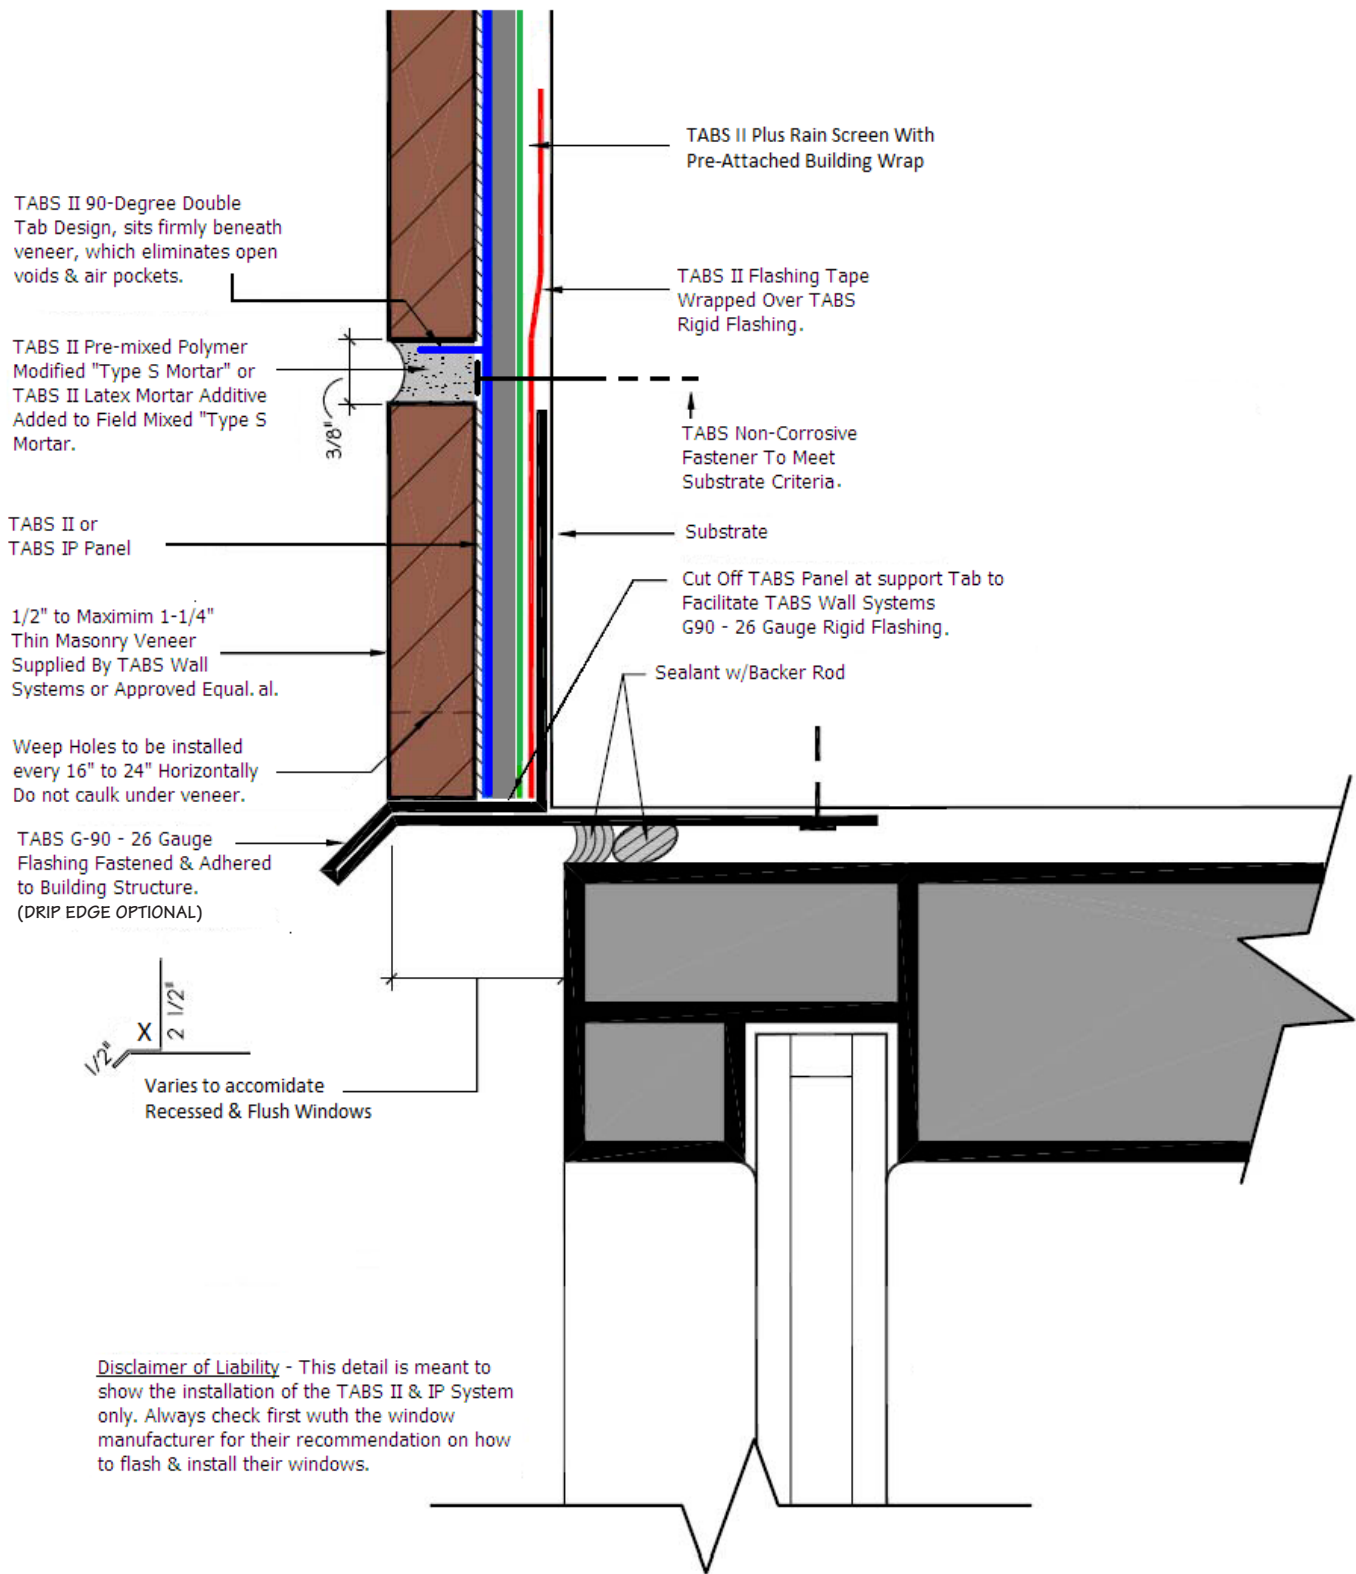 TABS II Plus Rain Screen With
Pre-Attached Building Wrap
TABS II 90-Degree Double
Tab Design, sits firmly beneath
veneer, which eliminates open
voids & air pockets.
TABS II Flashing Tape
Wrapped Over TABS
Rigid Flashing.
TABS II Pre-mixed Polymer
Modified "Type S Mortar" or
TABS II Latex Mortar Additive
Added to Field Mixed "Type S
Mortar.
3/8"
TABS Non-Corrosive
Fastener To Meet
Substrate Criteria.
TABS II or
TABS IP Panel
Substrate
Cut Off TABS Panel at support Tab to
Facilitate TABS Wall Systems
G90 - 26 Gauge Rigid Flashing.
1/2" to Maximim 1-1/4"
Thin Masonry Veneer
Supplied By TABS Wall
Systems or Approved Equal. al.
Sealant w/Backer Rod
Weep Holes to be installed
every 16" to 24" Horizontally
Do not caulk under veneer.
TABS G-90 - 26 Gauge
Flashing Fastened & Adhered
to Building Structure.
(DRIP EDGE OPTIONAL)
2 1/2"
X
1/2"
Varies to accomidate
Recessed & Flush Windows
Disclaimer of Liability - This detail is meant to
show the installation of the TABS II & IP System
only. Always check first wuth the window
manufacturer for their recommendation on how
to flash & install their windows.